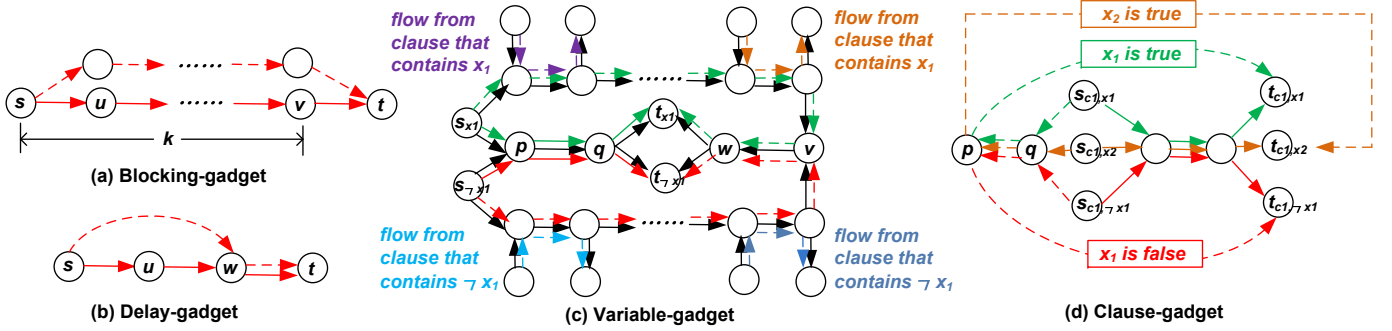 s
u
......
......
v
t
k
(a) Blocking-gadget
s
u
w
t
(b) Delay-gadget
flow from
clause that
contains x1
flow from
clause that
contains x1
......
sx1
p
q
tx1
w
v
s¬x1
t¬x1
......
flow from
clause that
contains ¬ x1
flow from
clause that
contains ¬ x1
(c) Variable-gadget
x2 is true
x1 is true
sc1,x1
tc1,x1
p
q
sc1,x2
tc1,x2
sc1,¬x1
tc1,¬x1
x1 is false
(d) Clause-gadget